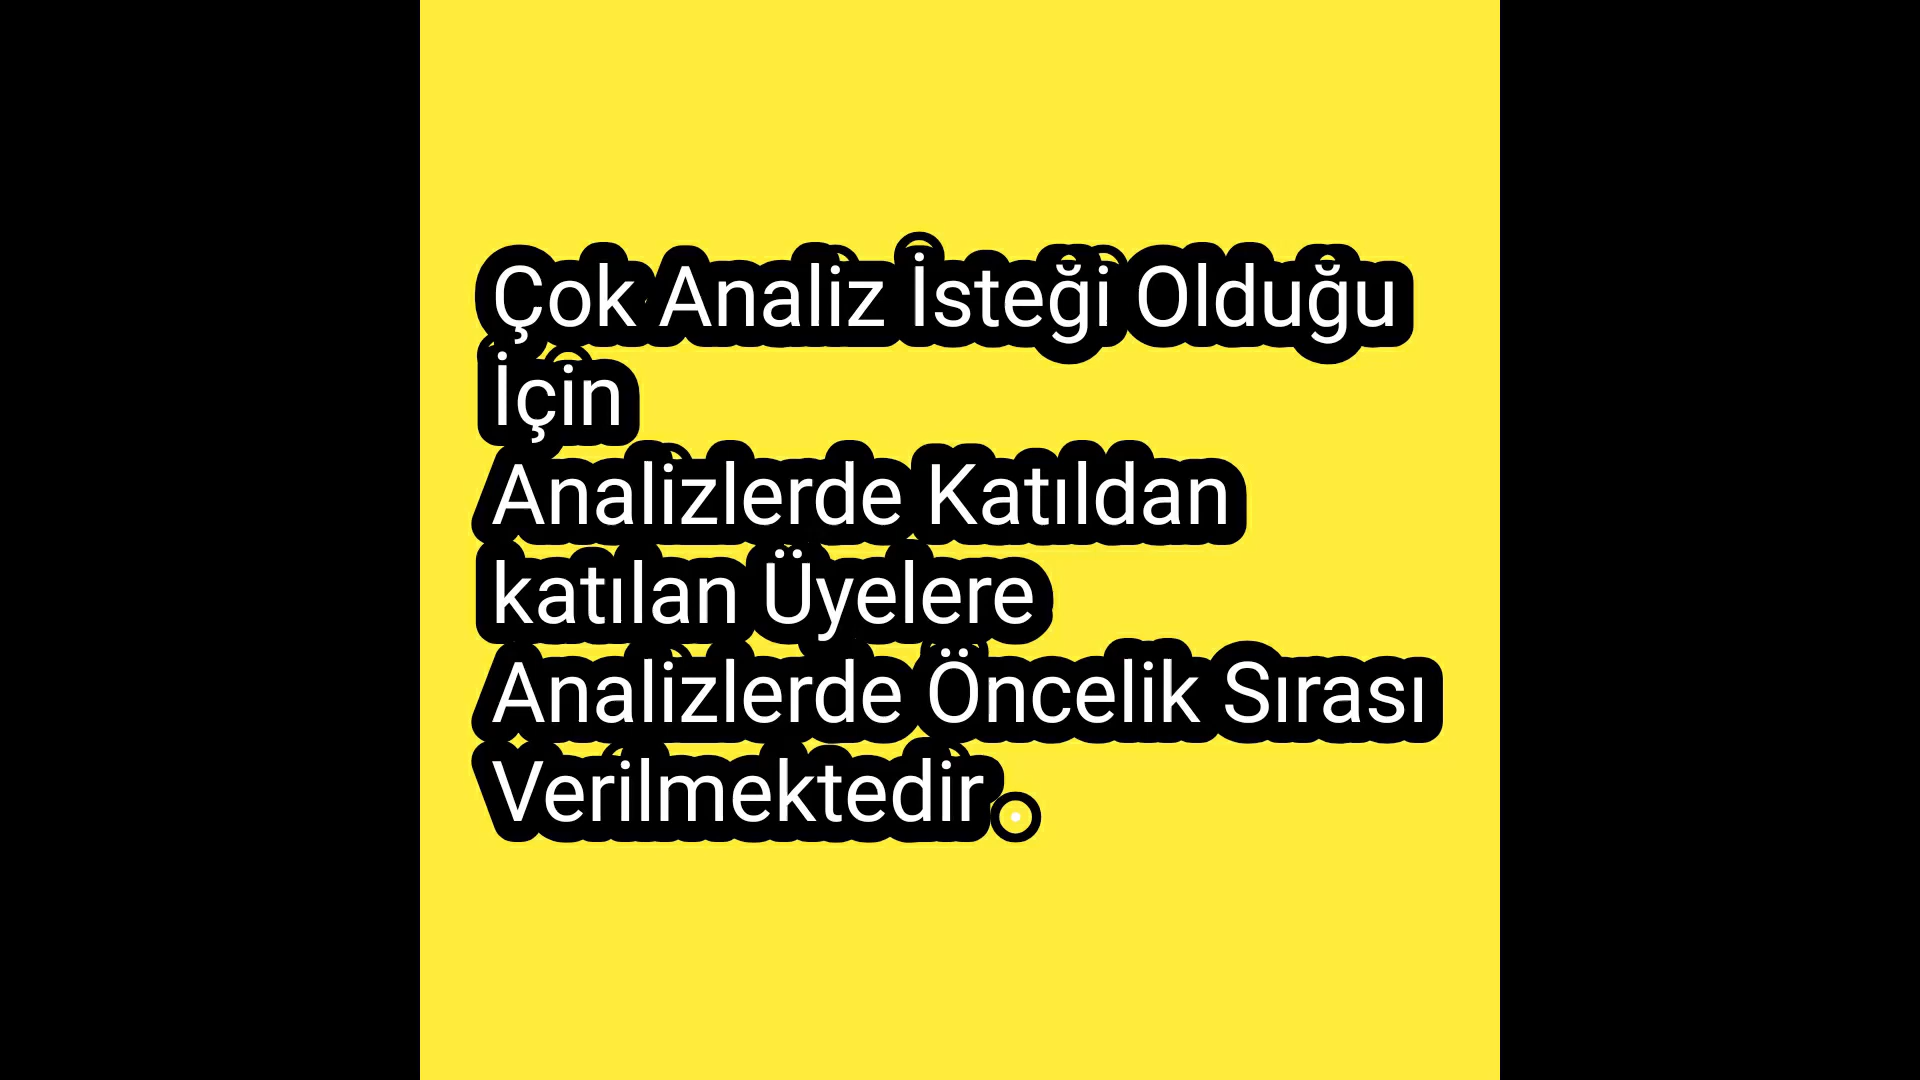 Çok Analiz İsteği Olduğu
İçin
Analizlerde Katıldan
katılan Üyelere
Analizlerde Öncelik Sırası
Verilmektedir.